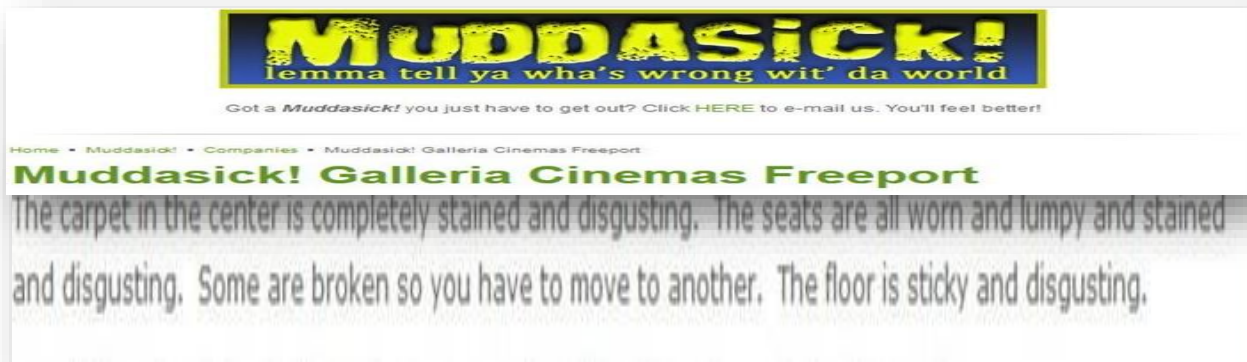 MUDDASiCK!
lemma tell ya wha's wrong wit' da world
Got a Muddasick! you just have to get out? Click HERE to e-mail us. You'll feel better!
Home • Muddasick! • Companies • Muddasick! Galleria Cinemas Freeport
Muddasick! Galleria Cinemas Freeport
The carpet in the center is completely stained and disgusting. The seats are all worn and lumpy and stained
and disgusting. Some are broken so you have to move to another. The floor is sticky and disgusting.